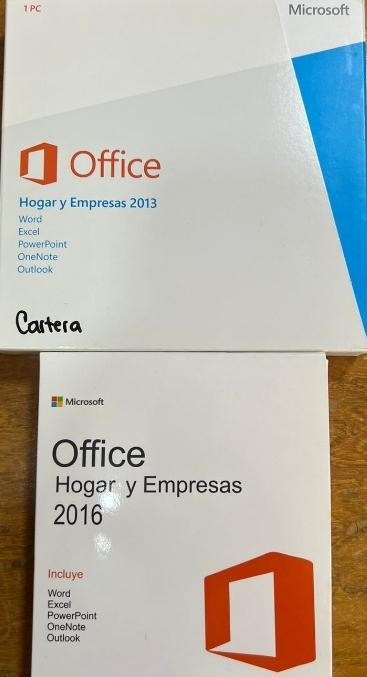 1 PC
Microsoft
Office
Hogar y Empresas 2013
Word
Excel
PowerPoint
OneNote
Outlook
Cartera
Microsoft
Office
Hogar y Empresas
2016
Incluye
Word
Excel
PowerPoint
OneNote
Outlook